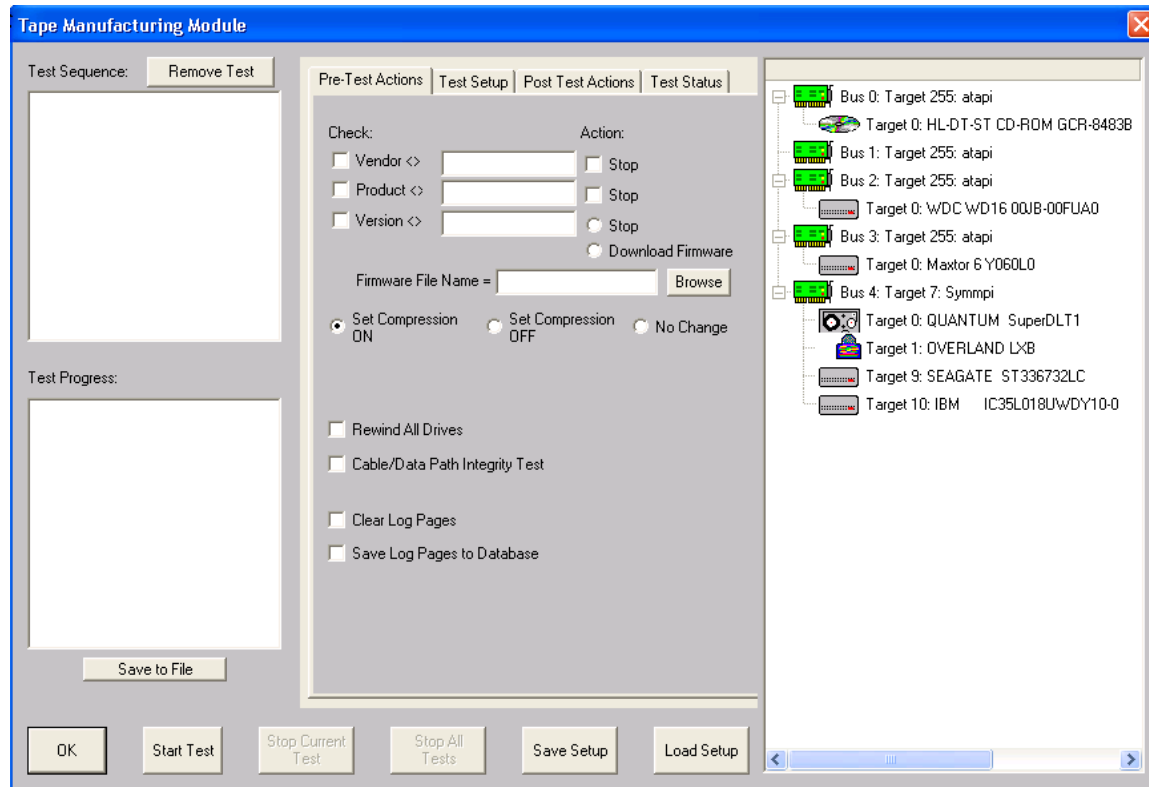 Tape Manufacturing Module
Test Sequence:
Remove Test
Test Progress:
Save to File
Pre-Test Actions
Test Setup
Post Test Actions
Test Status
Check:
Action:
Vendor <>
Stop
Product <>
Stop
Version <>
Stop
Download Firmware
Firmware File Name =
Browse
Set Compression
ON
Set Compression
OFF
No Change
Rewind All Drives
Cable/Data Path Integrity Test
Clear Log Pages
Save Log Pages to Database
Bus 0: Target 255: atapi
Target 0: HL-DT-ST CD-ROM GCR-8483B
Bus 1: Target 255: atapi
Bus 2: Target 255: atapi
Target 0: WDC WD16 00JB-00FUA0
Bus 3: Target 255: atapi
Target 0: Maxtor 6 Y060L0
Bus 4: Target 7: Symmpi
Target 0: QUANTUM SuperDLT1
Target 1: OVERLAND LXB
Target 9: SEAGATE ST336732LC
Target 10: IBM IC35L018UWDY10-0
OK
Start Test
Stop Current
Test
Stop All
Tests
Save Setup
Load Setup